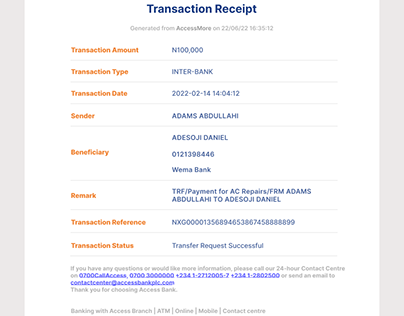 Transaction Receipt
Generated from AccessMore on 22/06/22 16:35:12
Transaction Amount N100,000
Transaction Type INTER-BANK
Transaction Date 2022-02-14 14:04:12
Sender ADAMS ABDULLAHI
ADESOJI DANIEL
Beneficiary 0121398446
Wema Bank
Remark TRF/Payment for AC Repairs/FRM ADAMS
ABDULLAHI TO ADESOJI DANIEL
Transaction Reference NXG00001356894653867458888899
Transaction Status Transfer Request Successful
If you have any questions or would like more information, please call our 24-hour Contact Centre
on 0700CallAccess, 0700 3000000 +234 1-2712005-7 +234 1-2802500 or send an email to
contactcenter@accessbankplc.com
Thank you for choosing Access Bank.
Banking with Access Branch | ATM | Online | Mobile | Contact centre